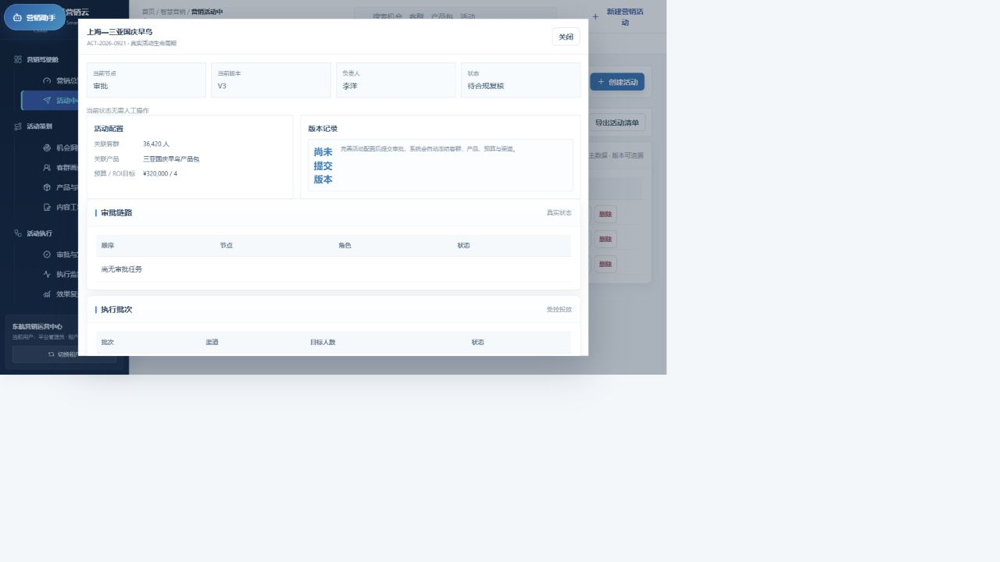 营销助手
营销云
首页 / 智慧营销 / 营销活动中
搜索机会、客群、产品包、活动
新建营销活动
营销驾驶舱
营销总
活动中
活动策划
机会洞
客群画
产品与
内容工
活动执行
审批与
执行监
效果复
东航营销运营中心
当前用户：平台管理员 · 租户
切换租户
上海—三亚国庆早鸟
ACT-2026-0921 · 真实活动生命周期
关闭
当前节点
审批
当前版本
V3
负责人
李洋
状态
待合规复核
当前状态无需人工操作
活动配置
关联客群 36,420 人
关联产品 三亚国庆早鸟产品包
预算 / ROI目标 ¥320,000 / 4
版本记录
尚未提交版本
完善活动配置后提交审批，系统会自动冻结客群、产品、预算与渠道。
审批链路
真实状态
顺序 节点 角色 状态
尚无审批任务
执行批次
受控投放
批次 渠道 目标人数 状态
创建活动
导出活动清单
主数据 · 版本可追溯
删除
删除
删除